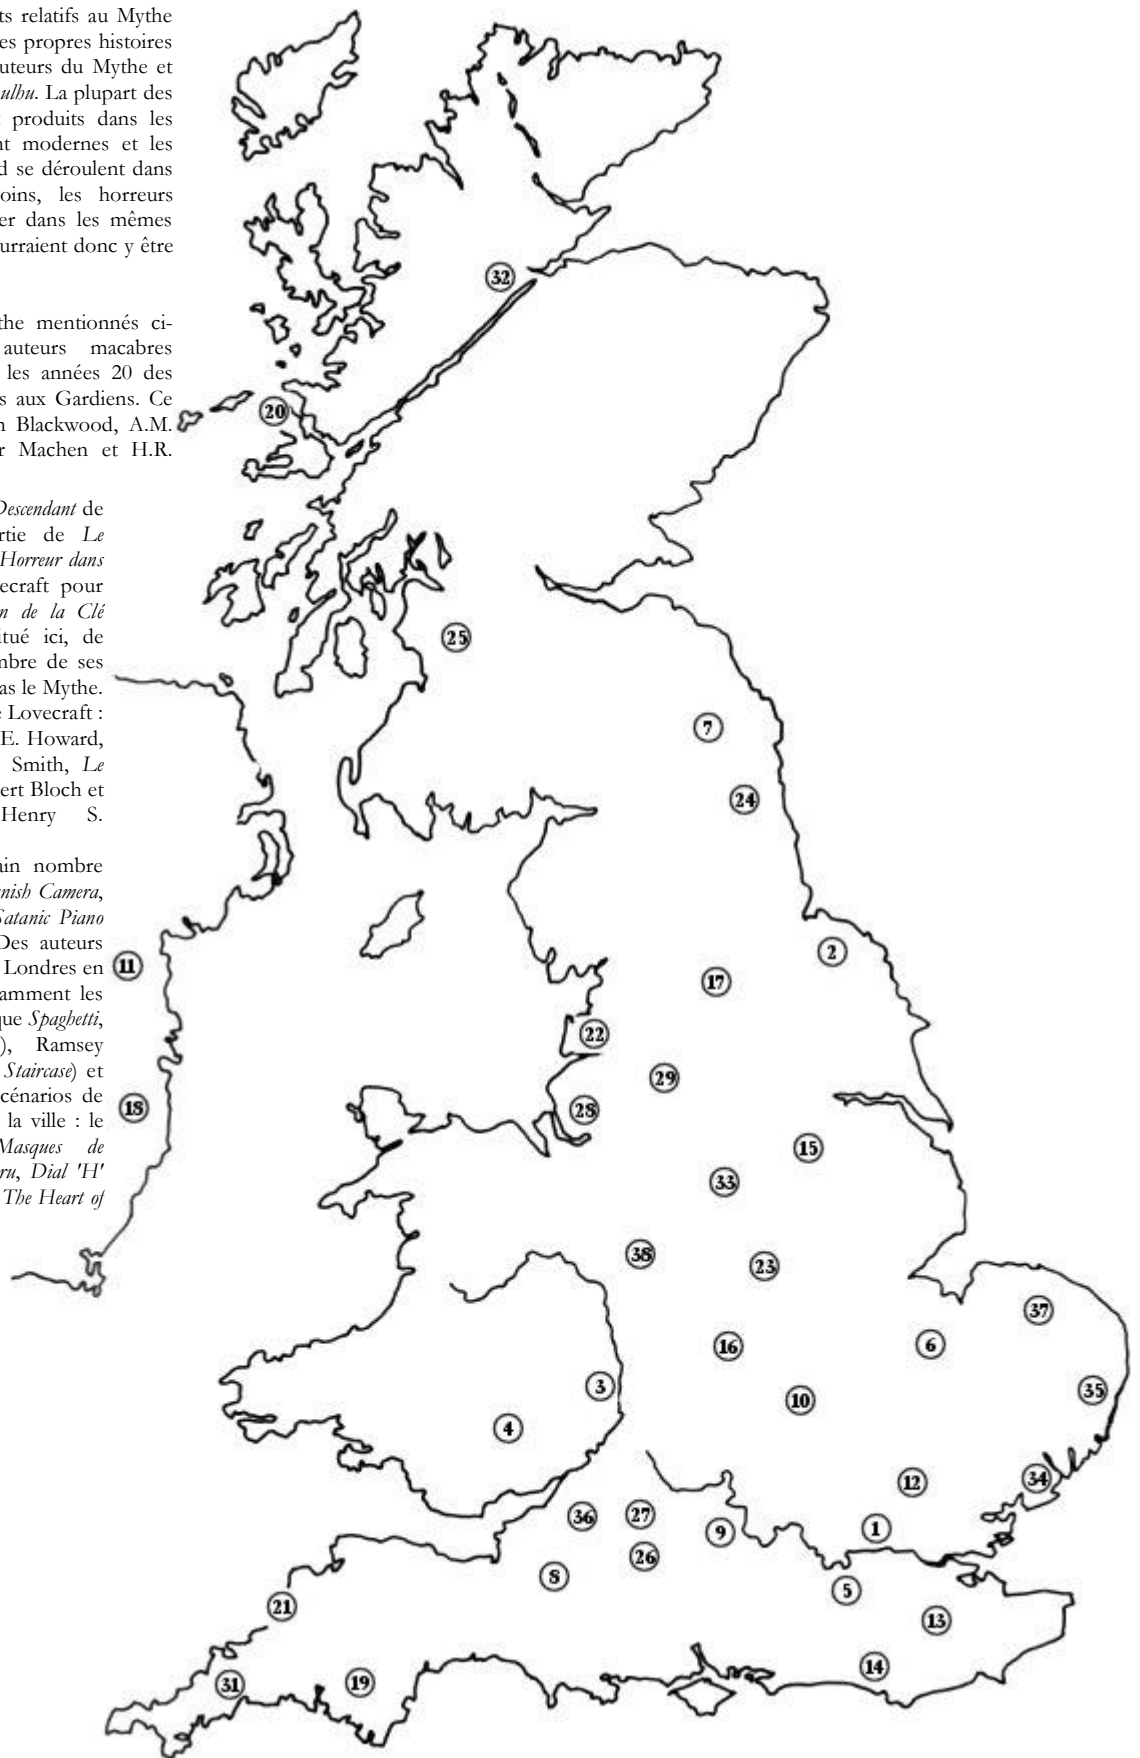 ts relatif au Mythe
es propres histoires
uteurs du Mythe et
ulhu. La plupart des
t produits dans les
nt modernes et les
d se déroulent dans
oins, les horreurs
er dans les mêmes
urraient donc y être
the mentionnés ci-
auteurs macabres
les années 20 des
s aux Gardiens. Ce
n Blackwood, A.M.
r Machen et H.R.
Descendant de
rtie de Le
Horreur dans
ecraft pour
n de la Clé
itué ici, de
mbre de ses
as le Mythe.
e Lovecraft :
E. Howard,
Smith, Le
ert Bloch et
Henry S.
ain nombre
nish Camera,
Satanic Piano
Des auteurs
Londres en
amment les
que Spaghetti,
), Ramsey
Staircase) et
cénarios de
la ville : le
Masques de
ru, Dial 'H'
The Heart of
32
20
25
7
24
11
2
17
22
29
18
28
15
33
38
23
37
16
6
3
35
10
4
12
34
36
27
9
1
26
8
5
21
13
14
31
19